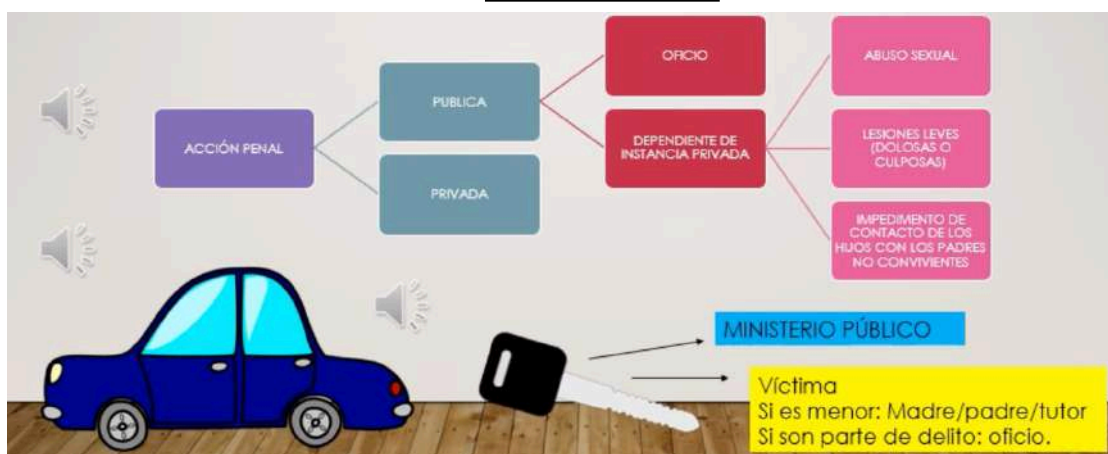 ACCIÓN PENAL
PUBLICA
PRIVADA
OFICIO
DEPENDIENTE DE
INSTANCIA PRIVADA
ABUSO SEXUAL
LESIONES LEVES
(DOLOSAS O
CULPOSAS)
IMPEDIMENTO DE
CONTACTO DE LOS
HIJOS CON LOS PADRES
NO CONVIVIENTES
MINISTERIO PÚBLICO
Víctima
Si es menor: Madre/padre/tutor
Si son parte de delito: oficio.